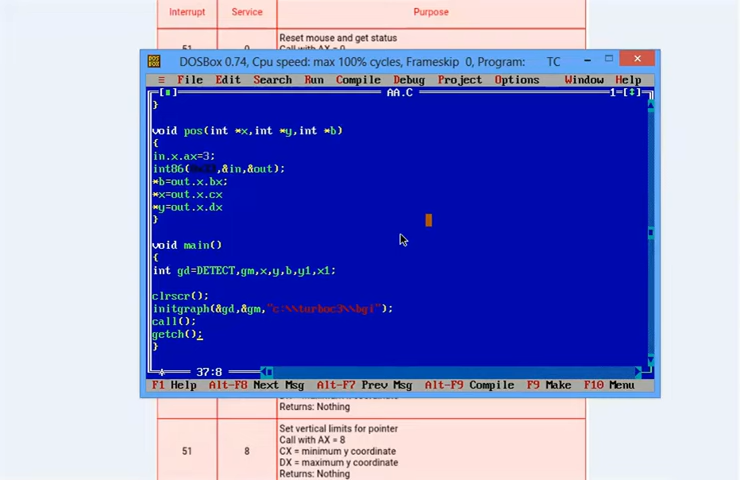 Interrupt Service Purpose
Reset mouse and get status
51 0 Call with AX = 0
DOSBox 0.74, Cpu speed: max 100% cycles, Frameskip 0, Program: TC
≡ File Edit Search Run Compile Debug Project Options Window Help
[■] AA.C 1=[↕]
}
void pos(int *x,int *y,int *b)
{
in.x.ax=3;
int86( ,&in,&out);
*b=out.x.bx;
*x=out.x.cx
*y=out.x.dx
}
void main()
{
int gd=DETECT,gm,x,y,b,y1,x1;
clrscr();
initgraph(&gd,&gm,"c:\\turboc3\\bgi");
call();
getch();
}
37:8
F1 Help Alt-F8 Next Msg Alt-F7 Prev Msg Alt-F9 Compile F9 Make F10 Menu
Returns: Nothing
Set vertical limits for pointer
Call with AX = 8
51 8 CX = minimum y coordinate
DX = maximum y coordinate
Returns: Nothing